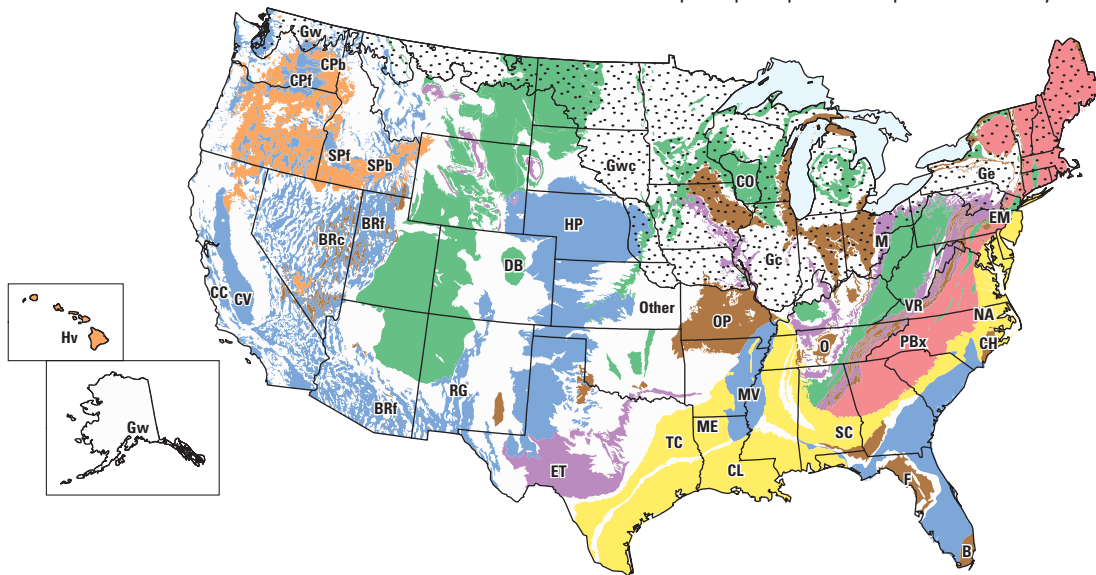 Gw
CPb
CPf
SPf
SPb
BRf
BRc
CC
CV
BRf
RG
DB
HP
Gwc
CO
Gc
M
Ge
EM
Other
OP
O
VR
PBx
NA
CH
MV
ME
TC
CL
SC
ET
F
B
Hv
Gw